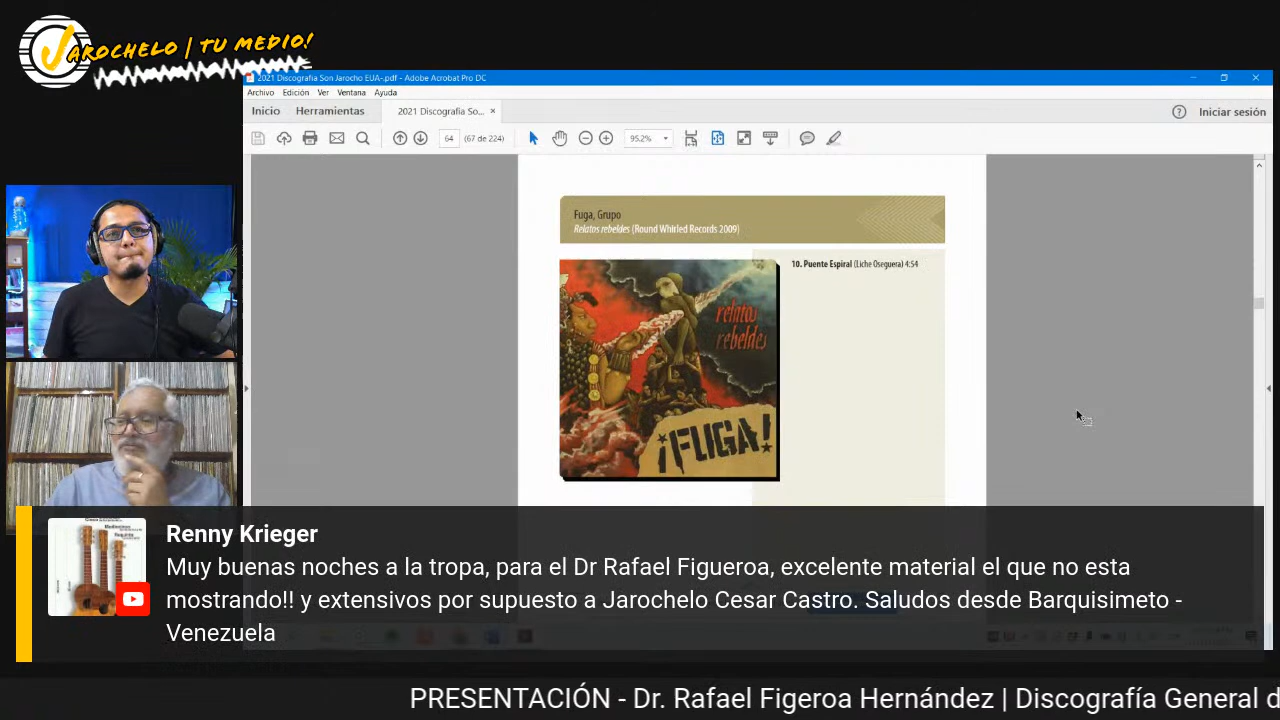 JAROCHELO | TU MEDIO!
2021 Discografia Son Jarocho EUA-.pdf - Adobe Acrobat Pro DC
Archivo Edición Ver Ventana Ayuda
Inicio Herramientas 2021 Discografia So... × Iniciar sesión
64 (67 de 224) 95.2%
Fuga, Grupo
Relatos rebeldes (Round Whirled Records 2009)
10. Puente Espiral (Liche Oseguera) 4:54
relatos
rebeldes
¡FUGA!
Renny Krieger
Muy buenas noches a la tropa, para el Dr Rafael Figueroa, excelente material el que no esta
mostrando!! y extensivos por supuesto a Jarochelo Cesar Castro. Saludos desde Barquisimeto -
Venezuela
PRESENTACIÓN - Dr. Rafael Figeroa Hernández | Discografía General d